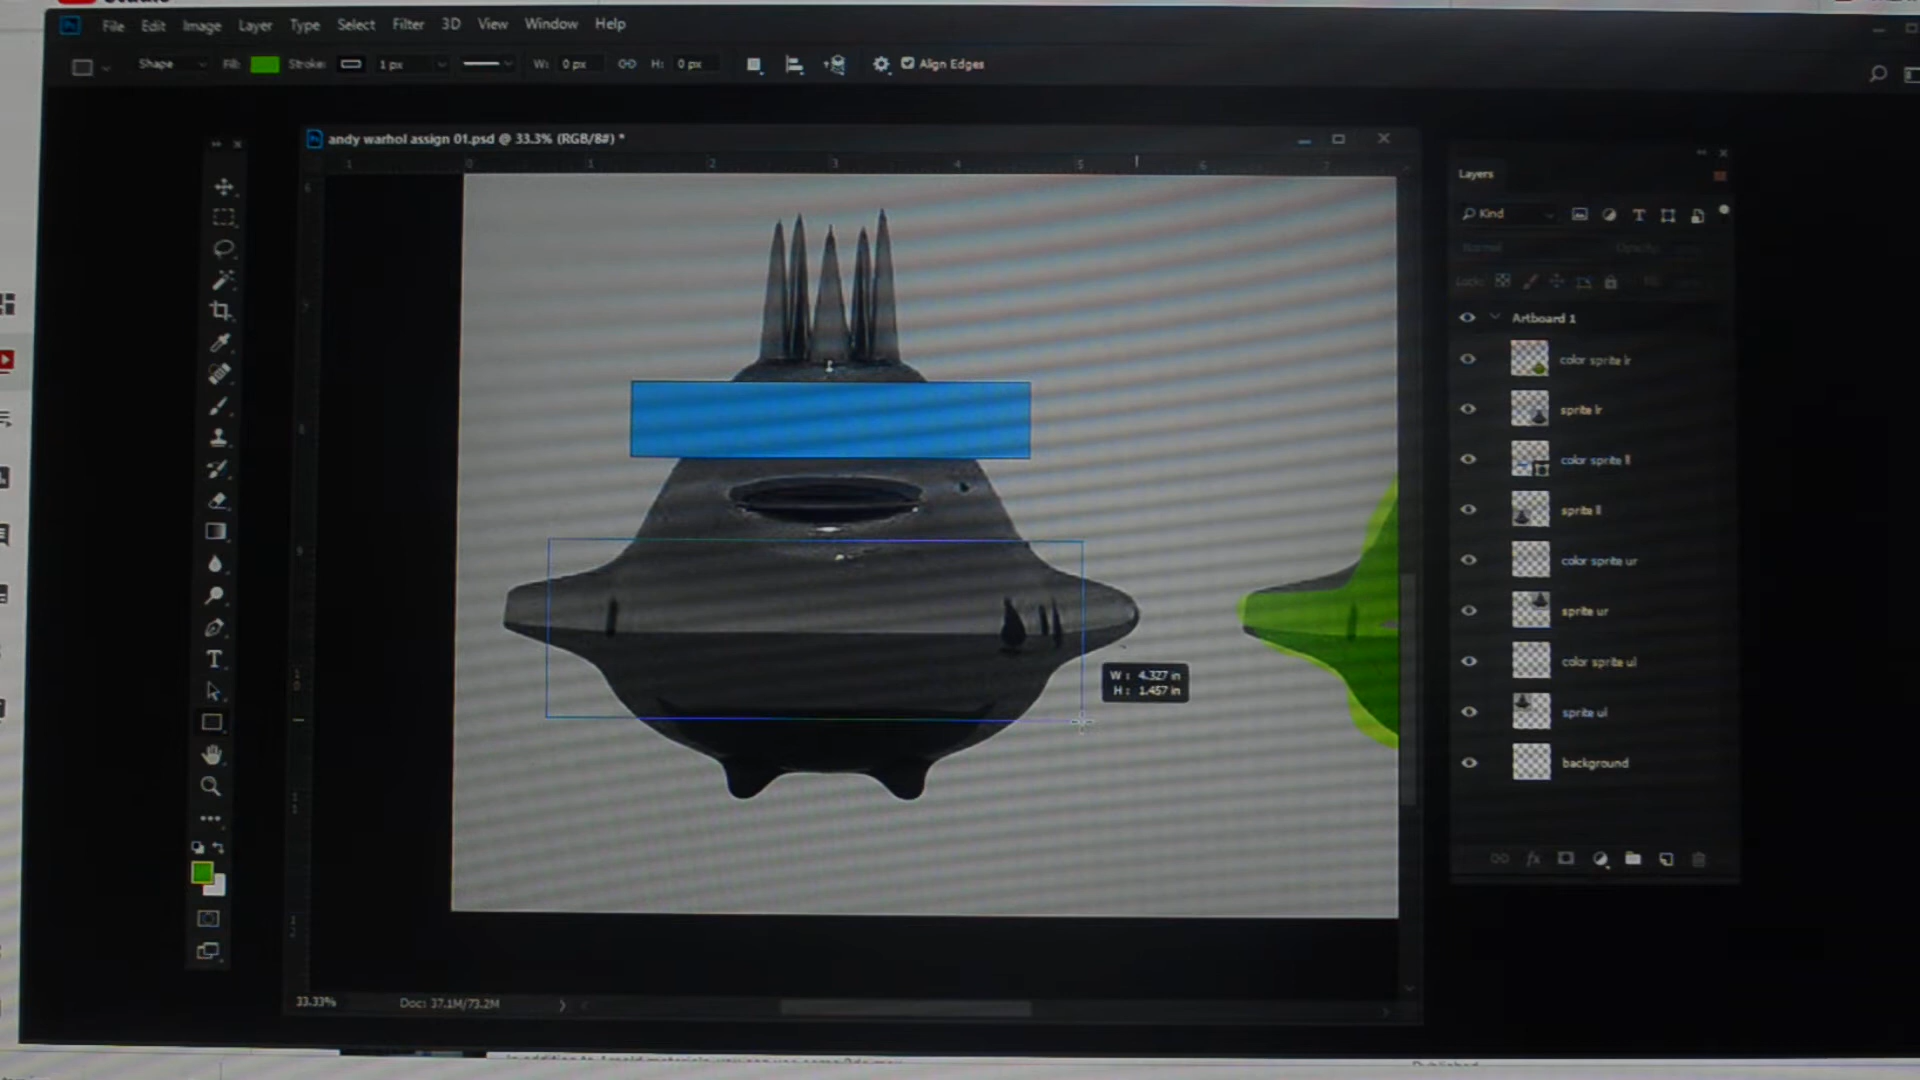 File Edit Image Layer Type Select Filter 3D View Window Help
Shape Fill: Stroke: 1 px W: 0 px H: 0 px Align Edges
andy warhol assign 01.psd @ 33.3% (RGB/8#) *
Layers
Kind
Normal Opacity:
Lock:
Artboard 1
color sprite lr
sprite lr
color sprite ll
sprite ll
color sprite ur
sprite ur
color sprite ul
sprite ul
background
W : 4.327 in
H : 1.457 in
33.33% Doc: 37.1M/73.2M